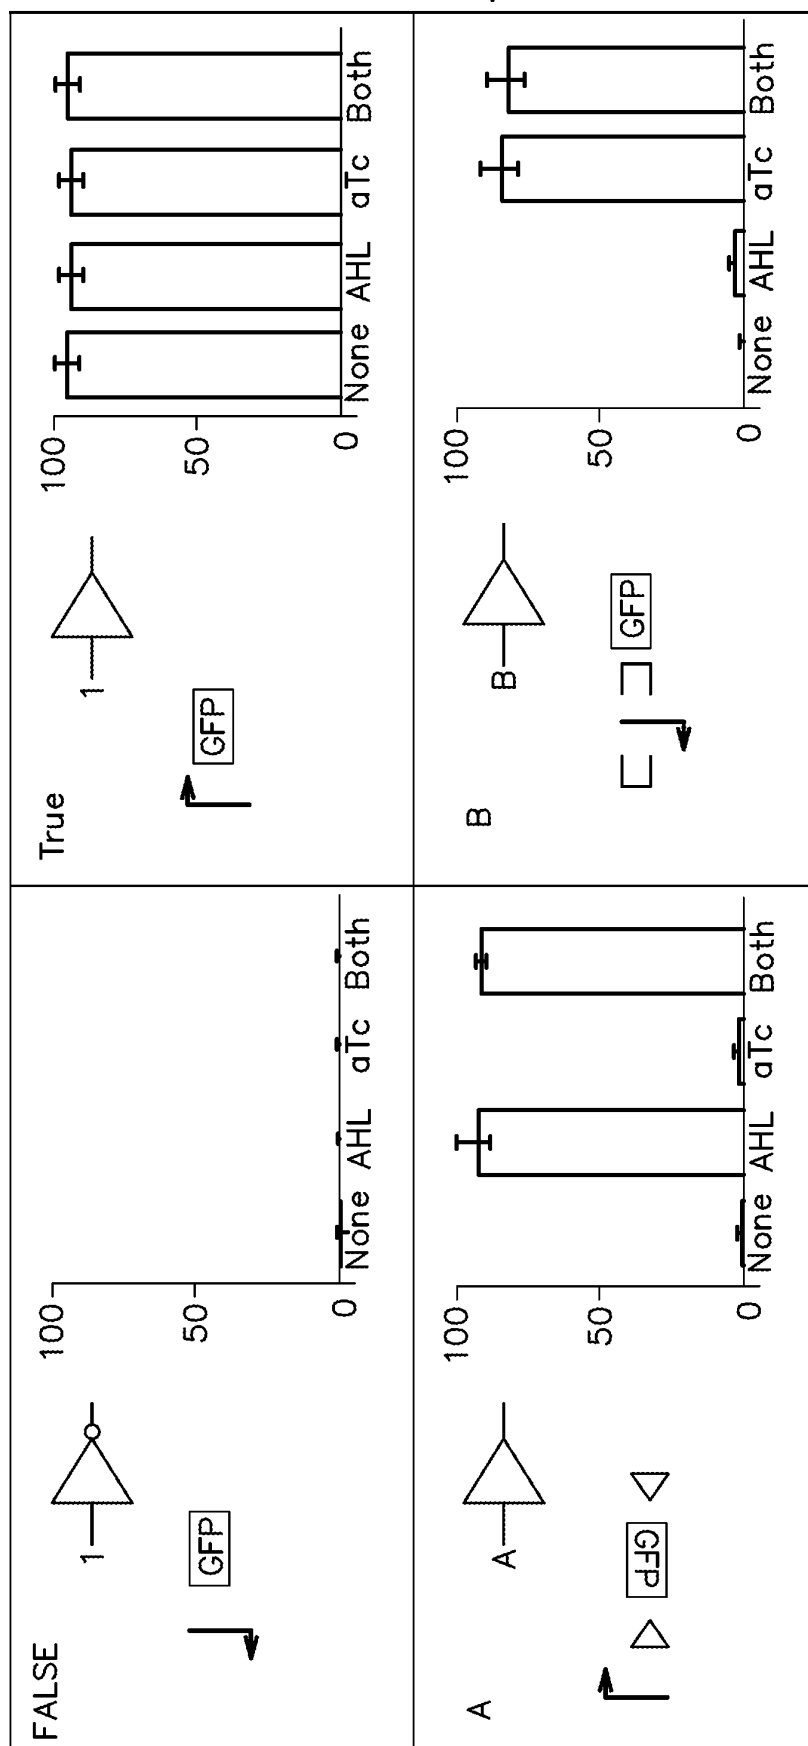 FALSE
1
GFP
100
50
0
None AHL aTc Both
True
1
GFP
100
50
0
None AHL aTc Both
A
A
GFP
100
50
0
None AHL aTc Both
B
B
GFP
100
50
0
None AHL aTc Both